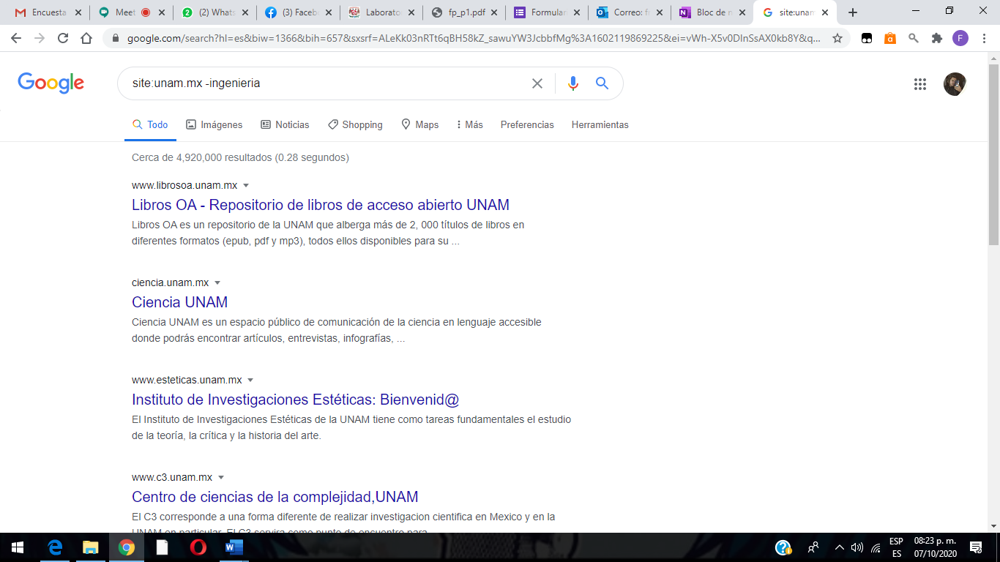 Encuesta
Meet
(2) Whats
(3) Faceb
Laborato
fp_p1.pdf
Formular
Correo: f
Bloc de n
site:unam
google.com/search?hl=es&biw=1366&bih=657&sxsrf=ALeKk03nRTt6qBH58kZ_sawuYW3JcbbfMg%3A1602119869225&ei=vWh-X5v0DInSsAX0kb8Y&q...
F
Google
site:unam.mx -ingenieria
Todo
Imágenes
Noticias
Shopping
Maps
Más
Preferencias
Herramientas
Cerca de 4,920,000 resultados (0.28 segundos)
www.librosoa.unam.mx
Libros OA - Repositorio de libros de acceso abierto UNAM
Libros OA es un repositorio de la UNAM que alberga más de 2, 000 títulos de libros en
diferentes formatos (epub, pdf y mp3), todos ellos disponibles para su ...
ciencia.unam.mx
Ciencia UNAM
Ciencia UNAM es un espacio público de comunicación de la ciencia en lenguaje accesible
donde podrás encontrar artículos, entrevistas, infografías, ...
www.esteticas.unam.mx
Instituto de Investigaciones Estéticas: Bienvenid@
El Instituto de Investigaciones Estéticas de la UNAM tiene como tareas fundamentales el estudio
de la teoría, la crítica y la historia del arte.
www.c3.unam.mx
Centro de ciencias de la complejidad,UNAM
El C3 corresponde a una forma diferente de realizar investigacion cientifica en Mexico y en la
UNAM en particular. El C3 servira como punto de encuentro para
ESP
ES
08:23 p. m.
07/10/2020